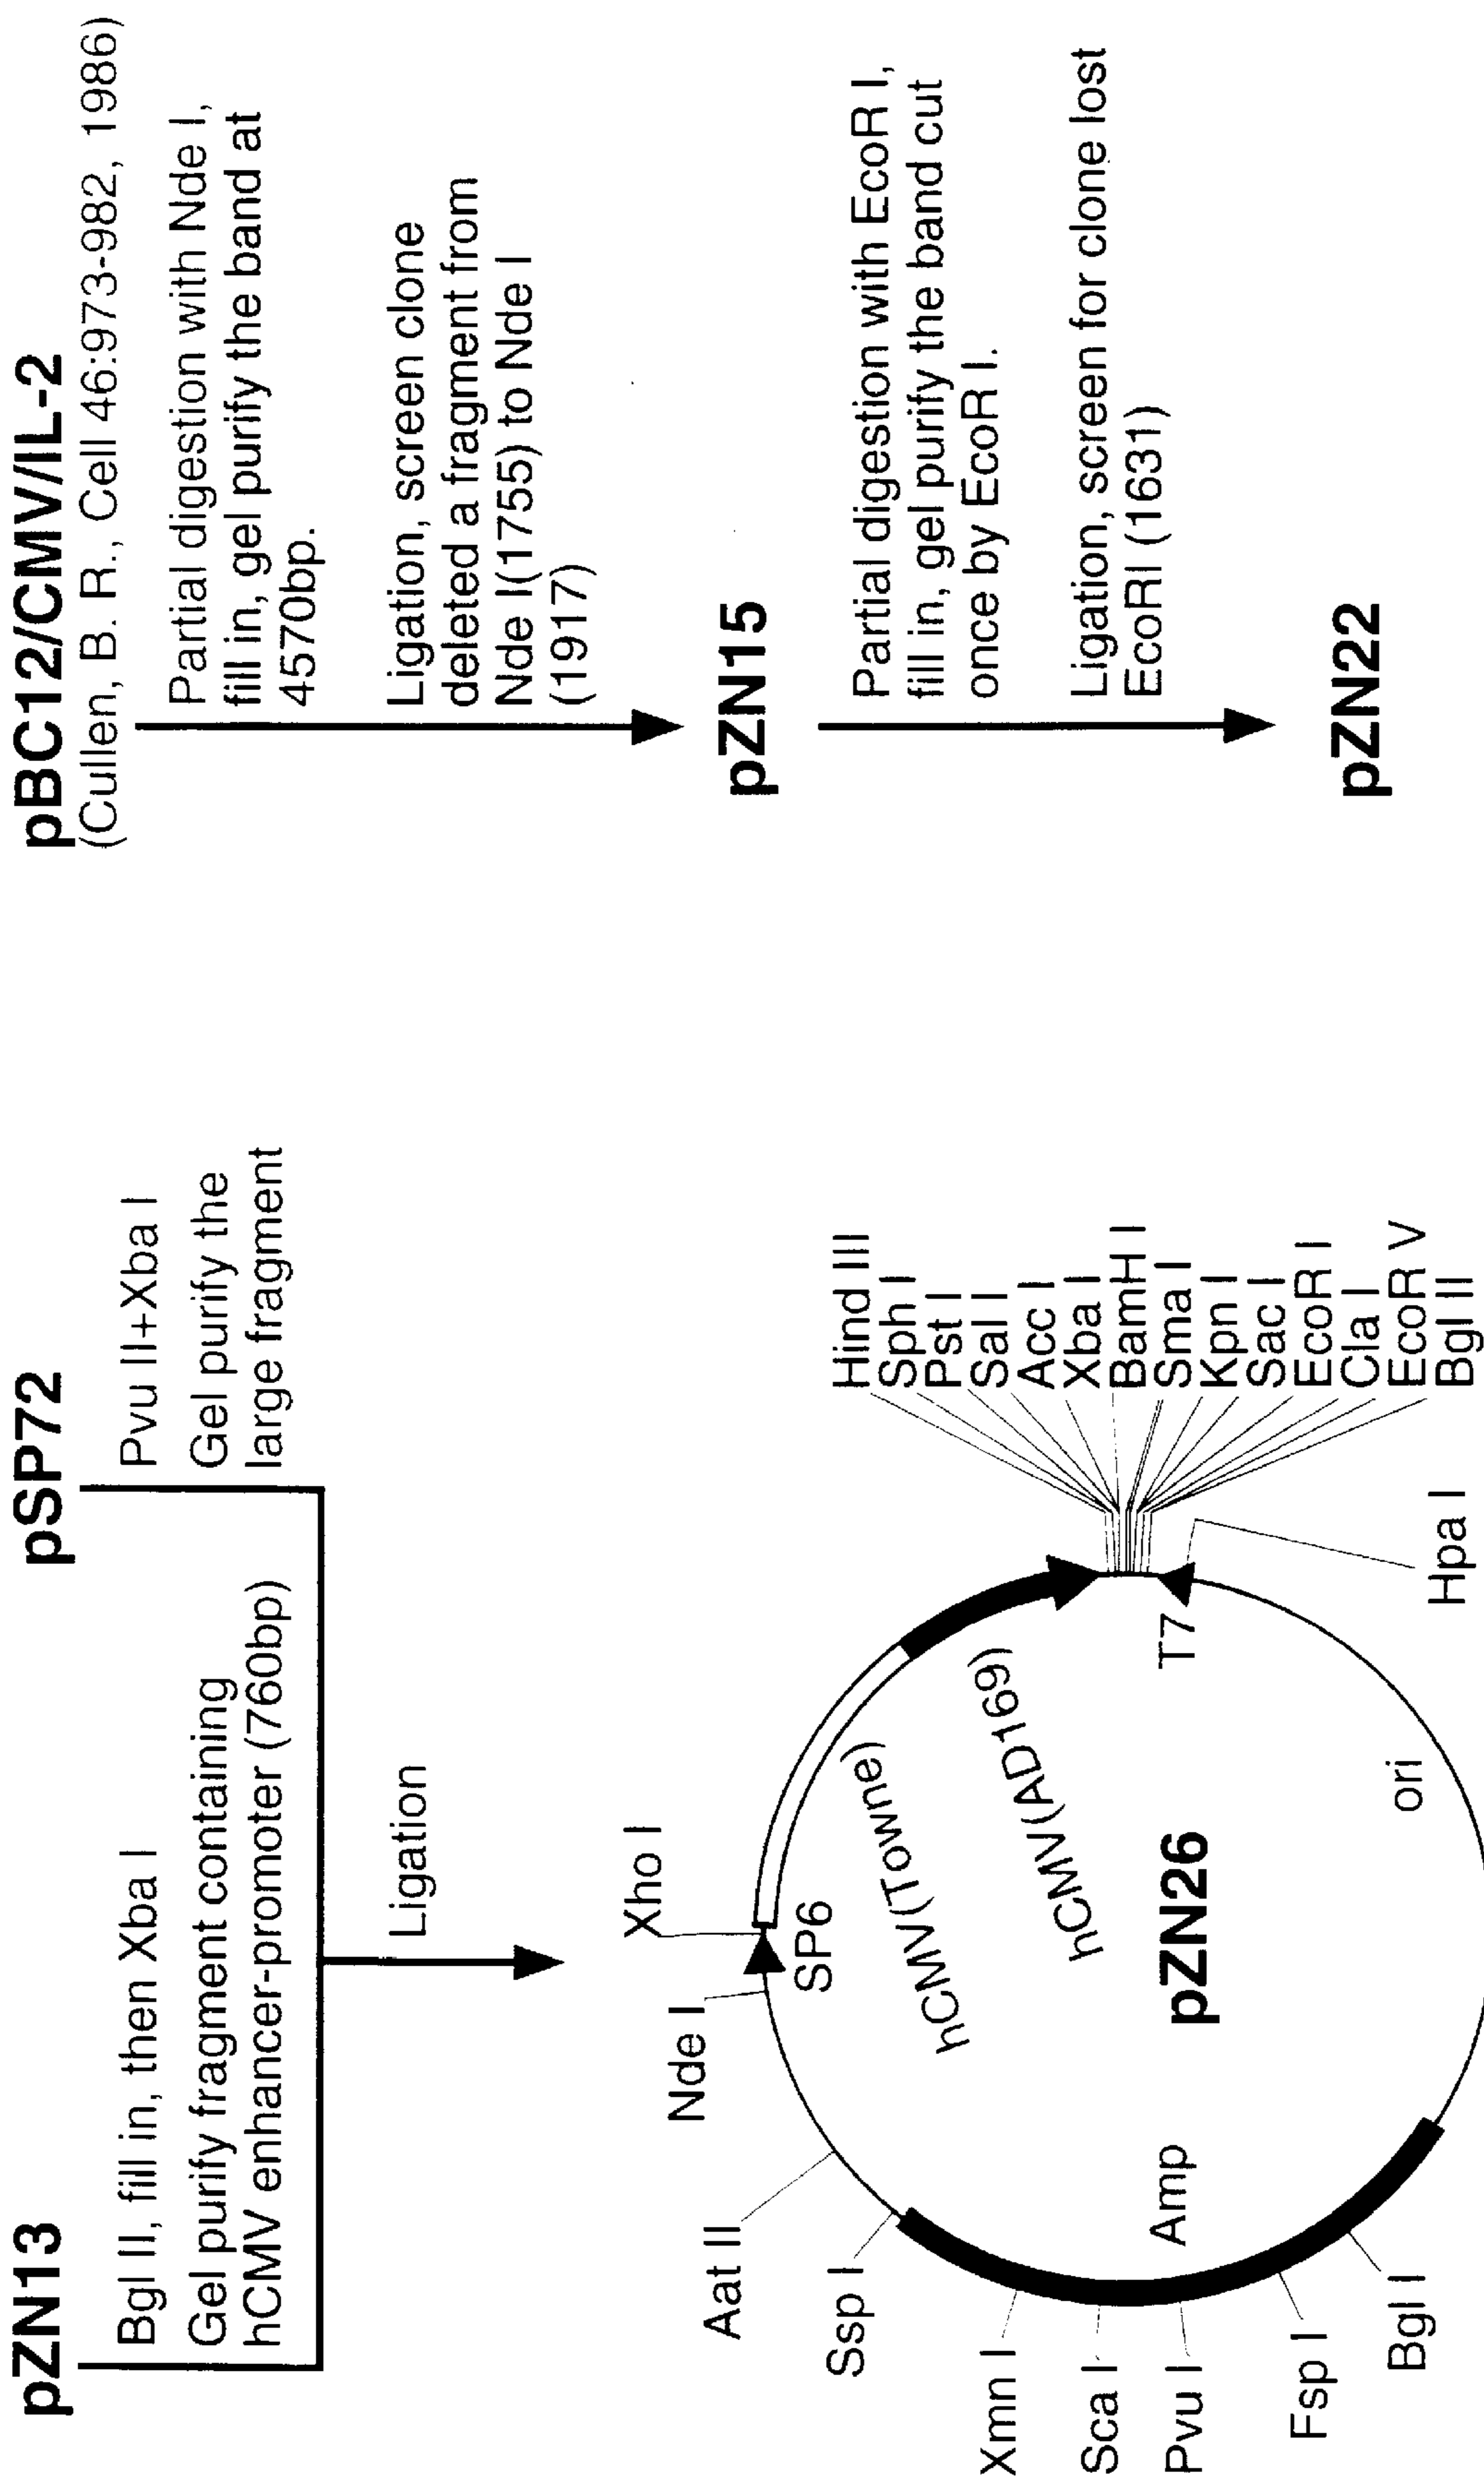 pZN13
Bgl II, fill in, then Xba I
Gel purify fragment containing
hCMV enhancer-promoter (760bp)
pSP72
Pvu II+Xba I
Gel purify the
large fragment
Ligation
Xho I
Nde I
SP6
Aat II
Ssp I
Xmn I
Sca I
Pvu I
Fsp I
Bgl I
Amp
hCMV(Towne)
hCMV(AD169)
pZN26
ori
T7
Hpa I
Hind III
Sph I
Pst I
Sal I
Acc I
Xba I
BamH I
Sma I
Kpn I
Sac I
EcoR I
Cla I
EcoR V
Bgl II
pBC12/CMV/IL-2
(Cullen, B. R., Cell 46:973-982, 1986)
Partial digestion with Nde I,
fill in, gel purify the band at
4570bp.
Ligation, screen clone
deleted a fragment from
Nde I(1755) to Nde I
(1917)
pZN15
Partial digestion with EcoR I,
fill in, gel purify the band cut
once by EcoR I.
Ligation, screen for clone lost
EcoRI (1631)
pZN22